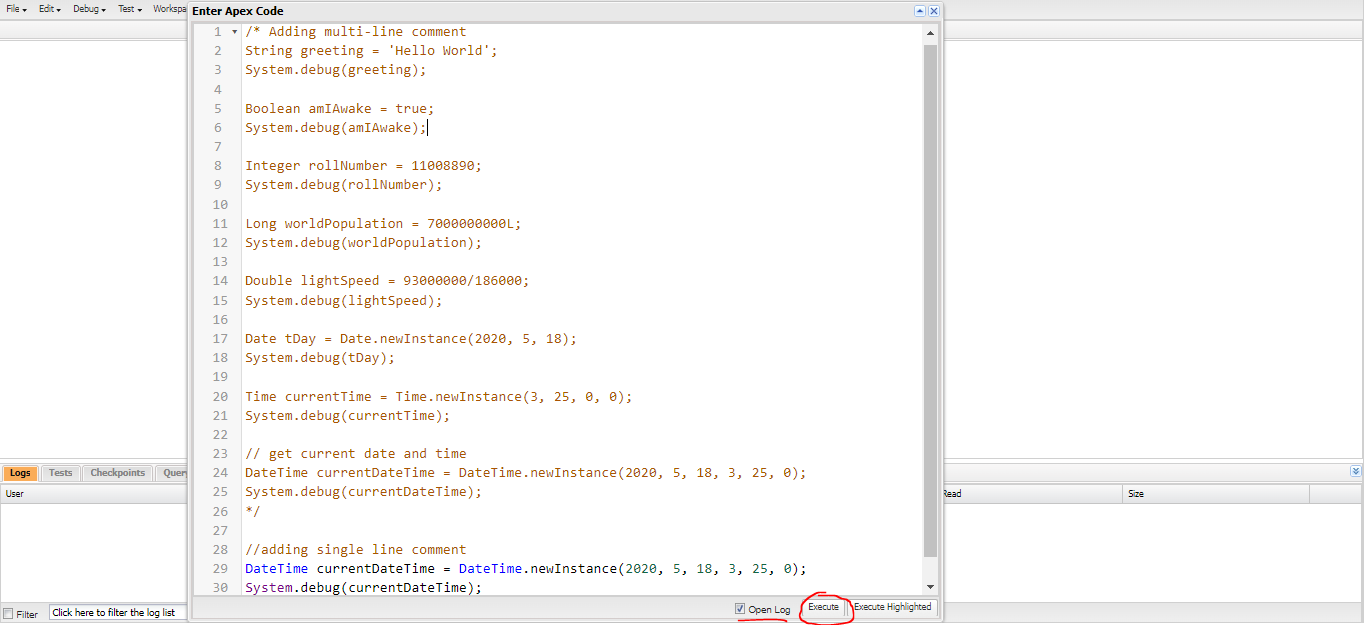 File Edit Debug Test Workspa
Enter Apex Code
1 /* Adding multi-line comment
2 String greeting = 'Hello World';
3 System.debug(greeting);
4
5 Boolean amIAwake = true;
6 System.debug(amIAwake);
7
8 Integer rollNumber = 11008890;
9 System.debug(rollNumber);
10
11 Long worldPopulation = 7000000000L;
12 System.debug(worldPopulation);
13
14 Double lightSpeed = 93000000/186000;
15 System.debug(lightSpeed);
16
17 Date tDay = Date.newInstance(2020, 5, 18);
18 System.debug(tDay);
19
20 Time currentTime = Time.newInstance(3, 25, 0, 0);
21 System.debug(currentTime);
22
23 // get current date and time
24 DateTime currentDateTime = DateTime.newInstance(2020, 5, 18, 3, 25, 0);
25 System.debug(currentDateTime);
26 */
27
28 //adding single line comment
29 DateTime currentDateTime = DateTime.newInstance(2020, 5, 18, 3, 25, 0);
30 System.debug(currentDateTime);
Logs Tests Checkpoints Quer
User Read Size
Open Log Execute Execute Highlighted
Filter Click here to filter the log list